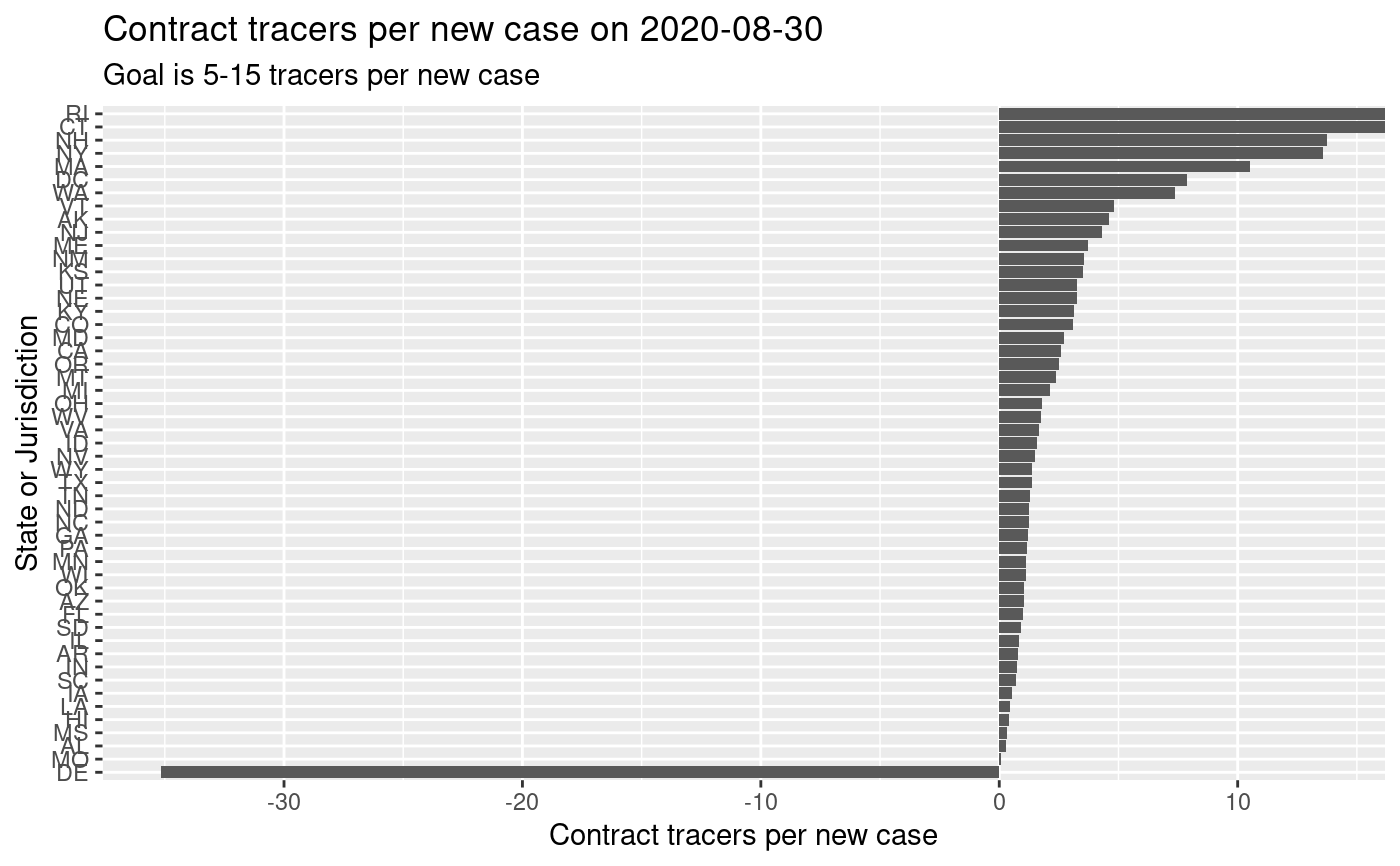 Contract tracers per new case on 2020-08-30
Goal is 5-15 tracers per new case
State or Jurisdiction
RI
CT
NH
NY
MA
DC
WA
VT
AK
NJ
ME
NM
KS
UT
NE
KY
CO
MD
CA
OR
MT
MI
OH
WV
VA
ID
NV
WY
TX
TN
ND
NC
GA
PA
MN
WI
OK
AZ
FL
SD
IL
AR
IN
SC
IA
LA
HI
MS
AL
MO
DE
-30
-20
-10
0
10
Contract tracers per new case